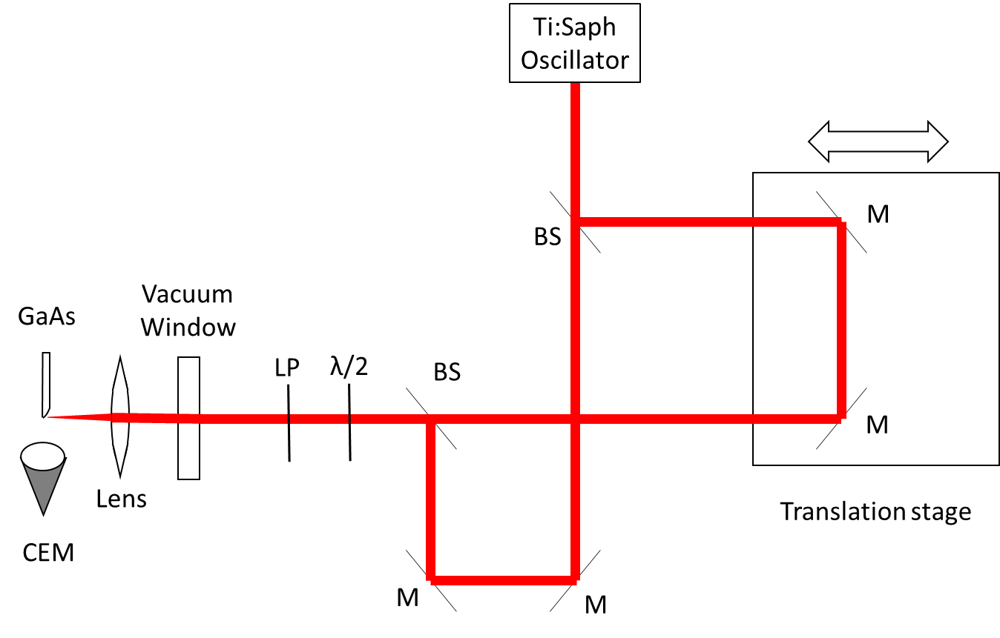 Ti:Saph
Oscillator
M
BS
Vacuum
Window
GaAs
LP
λ/2
BS
M
Lens
Translation stage
CEM
M
M